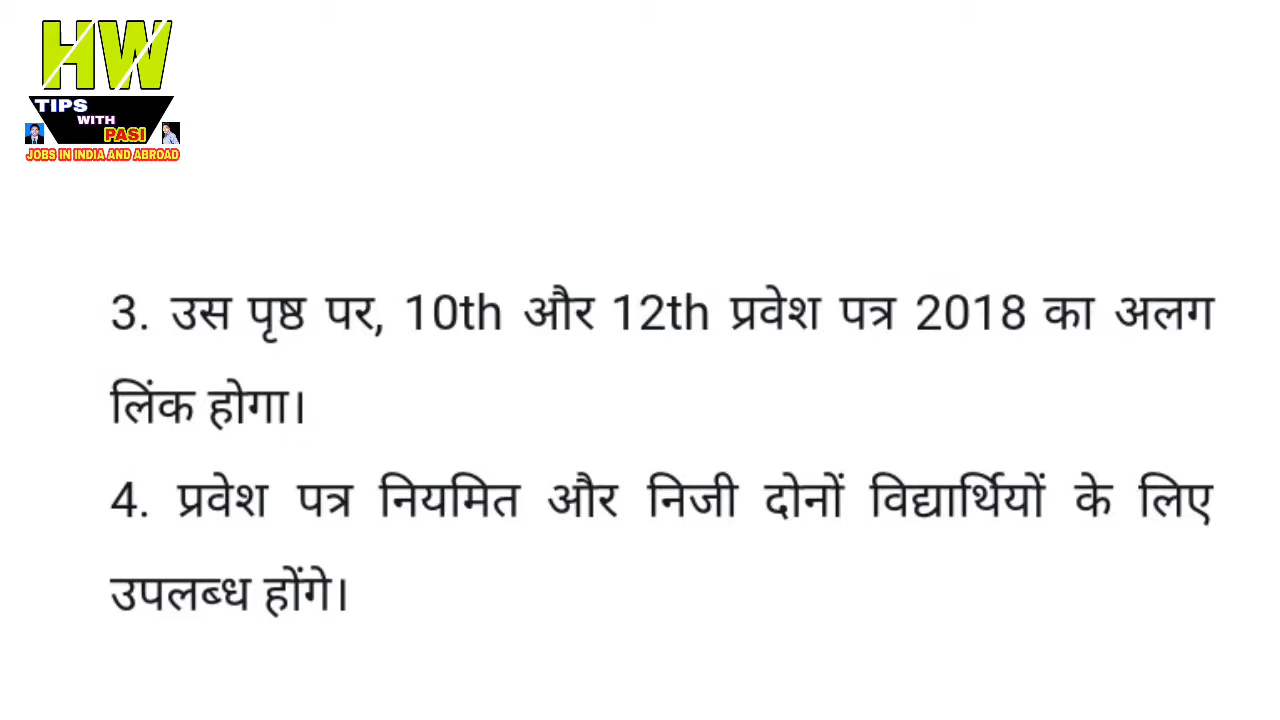 HW
TIPS
WITH
PASI
JOBS IN INDIA AND ABROAD
3. उस पृष्ठ पर, 10th और 12th प्रवेश पत्र 2018 का अलग
लिंक होगा।
4. प्रवेश पत्र नियमित और निजी दोनों विद्यार्थियों के लिए
उपलब्ध होंगे।